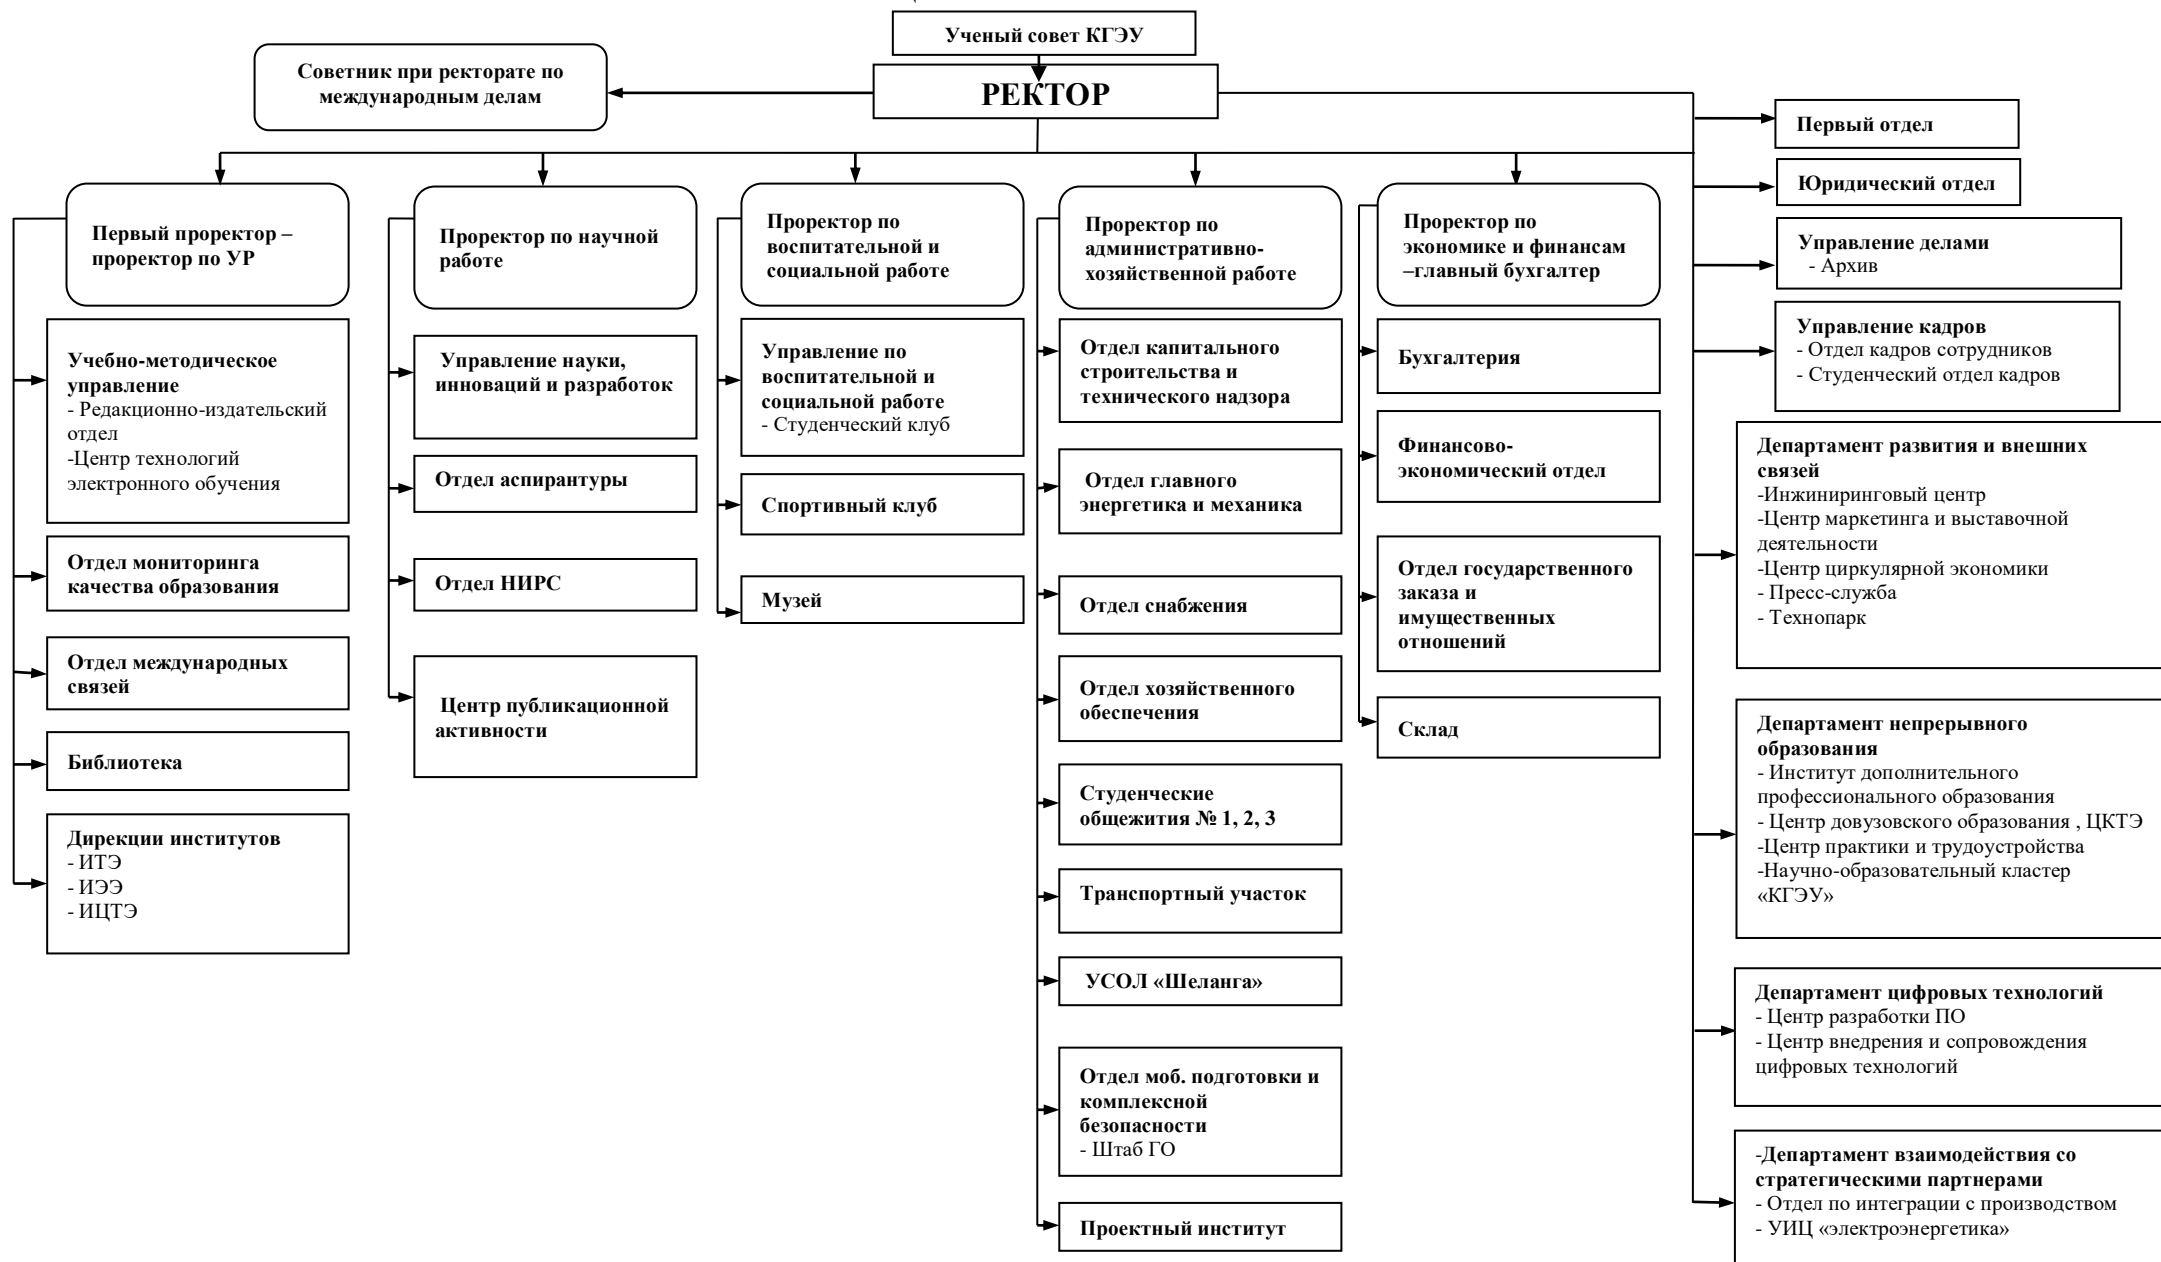 Ученый совет КГЭУ
Советник при ректорате по
международным делам
РЕКТОР
Первый проректор –
проректор по УР
Учебно-методическое
управление
- Редакционно-издательский
отдел
-Центр технологий
электронного обучения
Отдел мониторинга
качества образования
Отдел международных
связей
Библиотека
Дирекции институтов
- ИТЭ
- ИЭЭ
- ИЦТЭ
Проректор по научной
работе
Управление науки,
инноваций и разработок
Отдел аспирантуры
Отдел НИРС
Центр публикационной
активности
Проректор по
воспитательной и
социальной работе
Управление по
воспитательной и
социальной работе
- Студенческий клуб
Спортивный клуб
Музей
Проректор по
административно-
хозяйственной работе
Отдел капитального
строительства и
технического надзора
Отдел главного
энергетика и механика
Отдел снабжения
Отдел хозяйственного
обеспечения
Студенческие
общежития № 1, 2, 3
Транспортный участок
УСОЛ «Шеланга»
Отдел моб. подготовки и
комплексной
безопасности
- Штаб ГО
Проектный институт
Проректор по
экономике и финансам
–главный бухгалтер
Бухгалтерия
Финансово-
экономический отдел
Отдел государственного
заказа и
имущественных
отношений
Склад
Первый отдел
Юридический отдел
Управление делами
- Архив
Управление кадров
- Отдел кадров сотрудников
- Студенческий отдел кадров
Департамент развития и внешних
связей
-Инжиниринговый центр
-Центр маркетинга и выставочной
деятельности
-Центр циркулярной экономики
- Пресс-служба
- Технопарк
Департамент непрерывного
образования
- Институт дополнительного
профессионального образования
- Центр довузовского образования , ЦКТЭ
-Центр практики и трудоустройства
-Научно-образовательный кластер
«КГЭУ»
Департамент цифровых технологий
- Центр разработки ПО
- Центр внедрения и сопровождения
цифровых технологий
-Департамент взаимодействия со
стратегическими партнерами
- Отдел по интеграции с производством
- УИЦ «электроэнергетика»